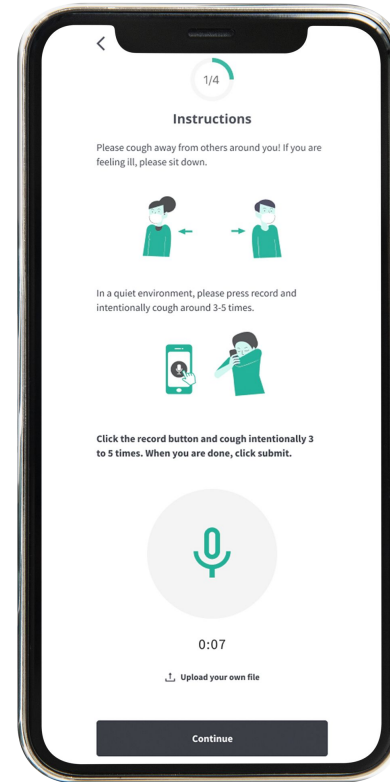 1/4
Instructions
Please cough away from others around you! If you are
feeling ill, please sit down.
In a quiet environment, please press record and
intentionally cough around 3-5 times.
Click the record button and cough intentionally 3
to 5 times. When you are done, click submit.
0:07
Upload your own file
Continue